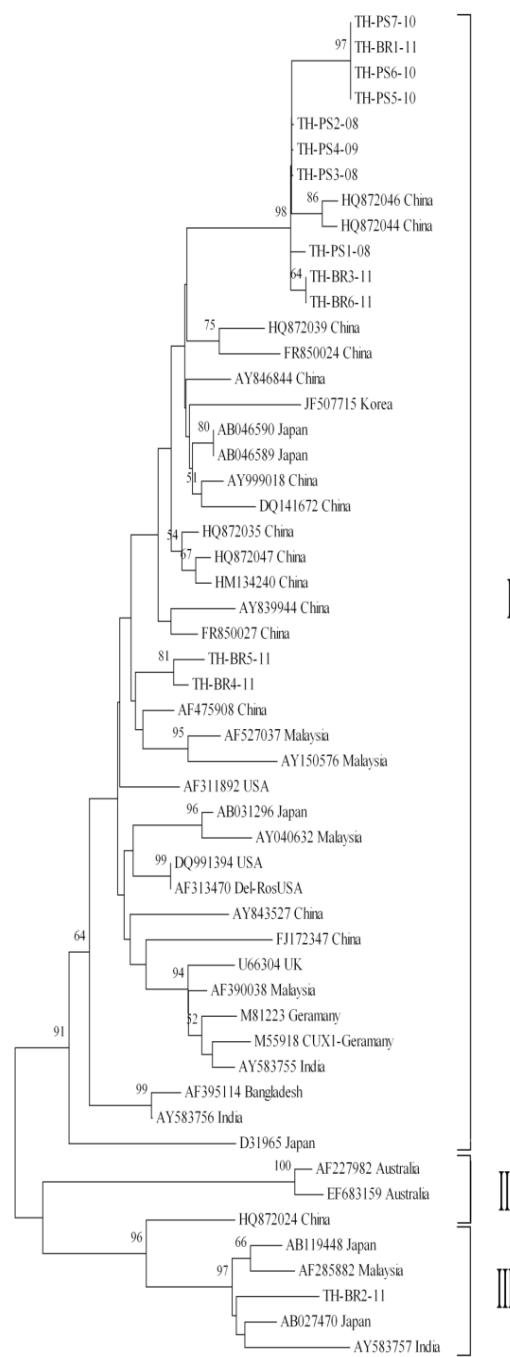 TH-PS7-10
97
TH-BR1-11
TH-PS6-10
TH-PS5-10
TH-PS2-08
TH-PS4-09
TH-PS3-08
86
HQ872046 China
98
HQ872044 China
TH-PS1-08
64
TH-BR3-11
TH-BR6-11
75
HQ872039 China
FR850024 China
AY846844 China
JF507715 Korea
80
AB046590 Japan
AB046589 Japan
51
AY999018 China
DQ141672 China
54
HQ872035 China
67
HQ872047 China
HM134240 China
I
AY839944 China
FR850027 China
81
TH-BR5-11
TH-BR4-11
AF475908 China
95
AF527037 Malaysia
AY150576 Malaysia
AF311892 USA
96
AB031296 Japan
AY040632 Malaysia
99
DQ991394 USA
AF313470 Del-RosUSA
AY843527 China
64
FJ172347 China
94
U66304 UK
AF390038 Malaysia
52
M81223 Geramany
91
M55918 CUX1-Geramany
AY583755 India
99
AF395114 Bangladesh
AY583756 India
D31965 Japan
100
AF227982 Australia
EF683159 Australia
II
HQ872024 China
96
66
AB119448 Japan
97
AF285882 Malaysia
TH-BR2-11
III
AB027470 Japan
AY583757 India